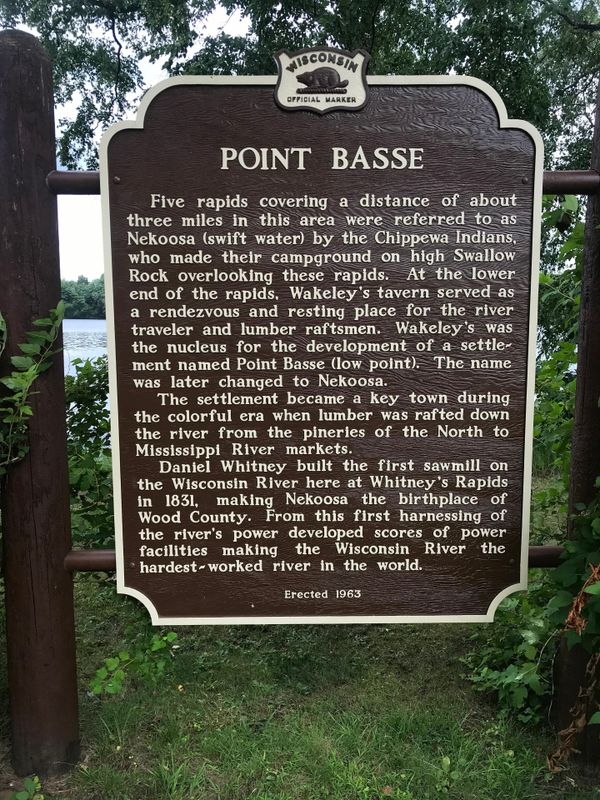 WISCONSIN
OFFICIAL MARKER
POINT BASSE
Five rapids covering a distance of about
three miles in this area were referred to as
Nekoosa (swift water) by the Chippewa Indians,
who made their campground on high Swallow
Rock overlooking these rapids. At the lower
end of the rapids, Wakeley's tavern served as
a rendezvous and resting place for the river
traveler and lumber raftsmen. Wakeley's was
the nucleus for the development of a settle-
ment named Point Basse (low point). The name
was later changed to Nekoosa.
The settlement became a key town during
the colorful era when lumber was rafted down
the river from the pineries of the North to
Mississippi River markets.
Daniel Whitney built the first sawmill on
the Wisconsin River here at Whitney's Rapids
in 1831, making Nekoosa the birthplace of
Wood County. From this first harnessing of
the river's power developed scores of power
facilities making the Wisconsin River the
hardest-worked river in the world.
Erected 1963